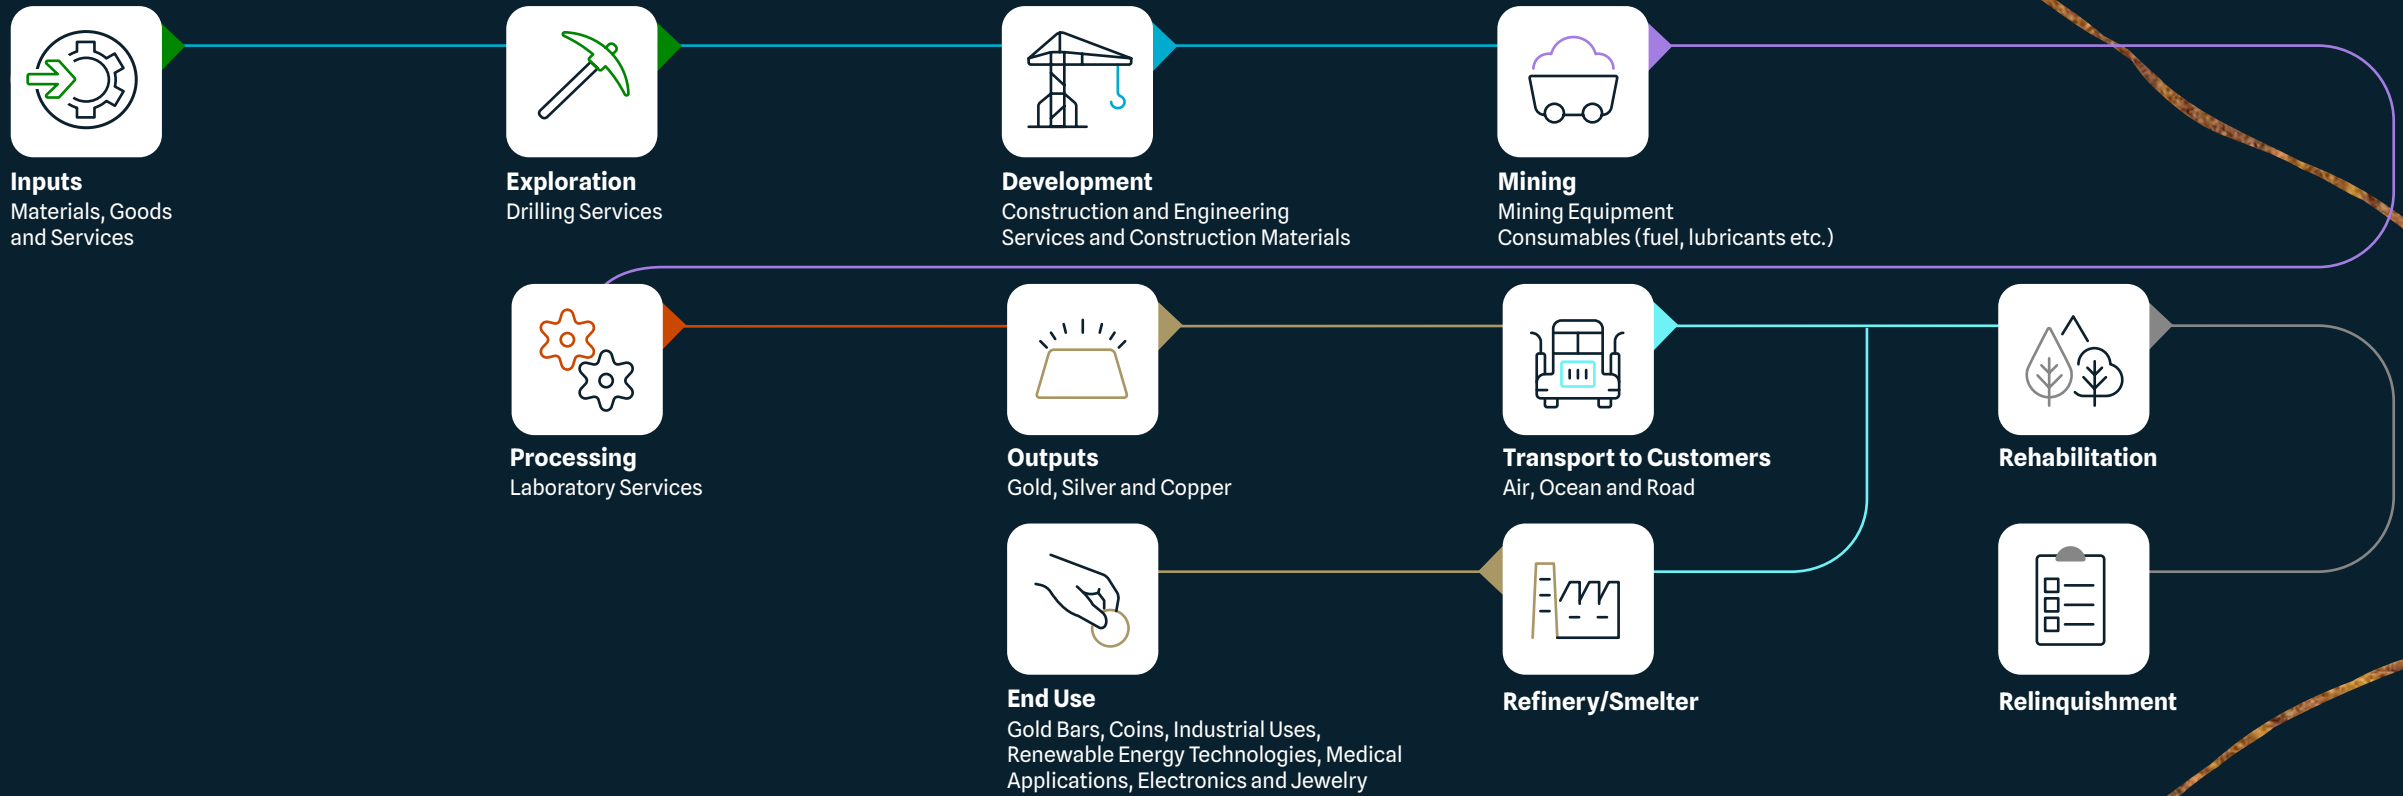 Inputs
Materials, Goods
and Services
Exploration
Drilling Services
Development
Construction and Engineering
Services and Construction Materials
Mining
Mining Equipment
Consumables (fuel, lubricants etc.)
Processing
Laboratory Services
Outputs
Gold, Silver and Copper
Transport to Customers
Air, Ocean and Road
Rehabilitation
End Use
Gold Bars, Coins, Industrial Uses,
Renewable Energy Technologies, Medical
Applications, Electronics and Jewelry
Refinery/Smelter
Relinquishment